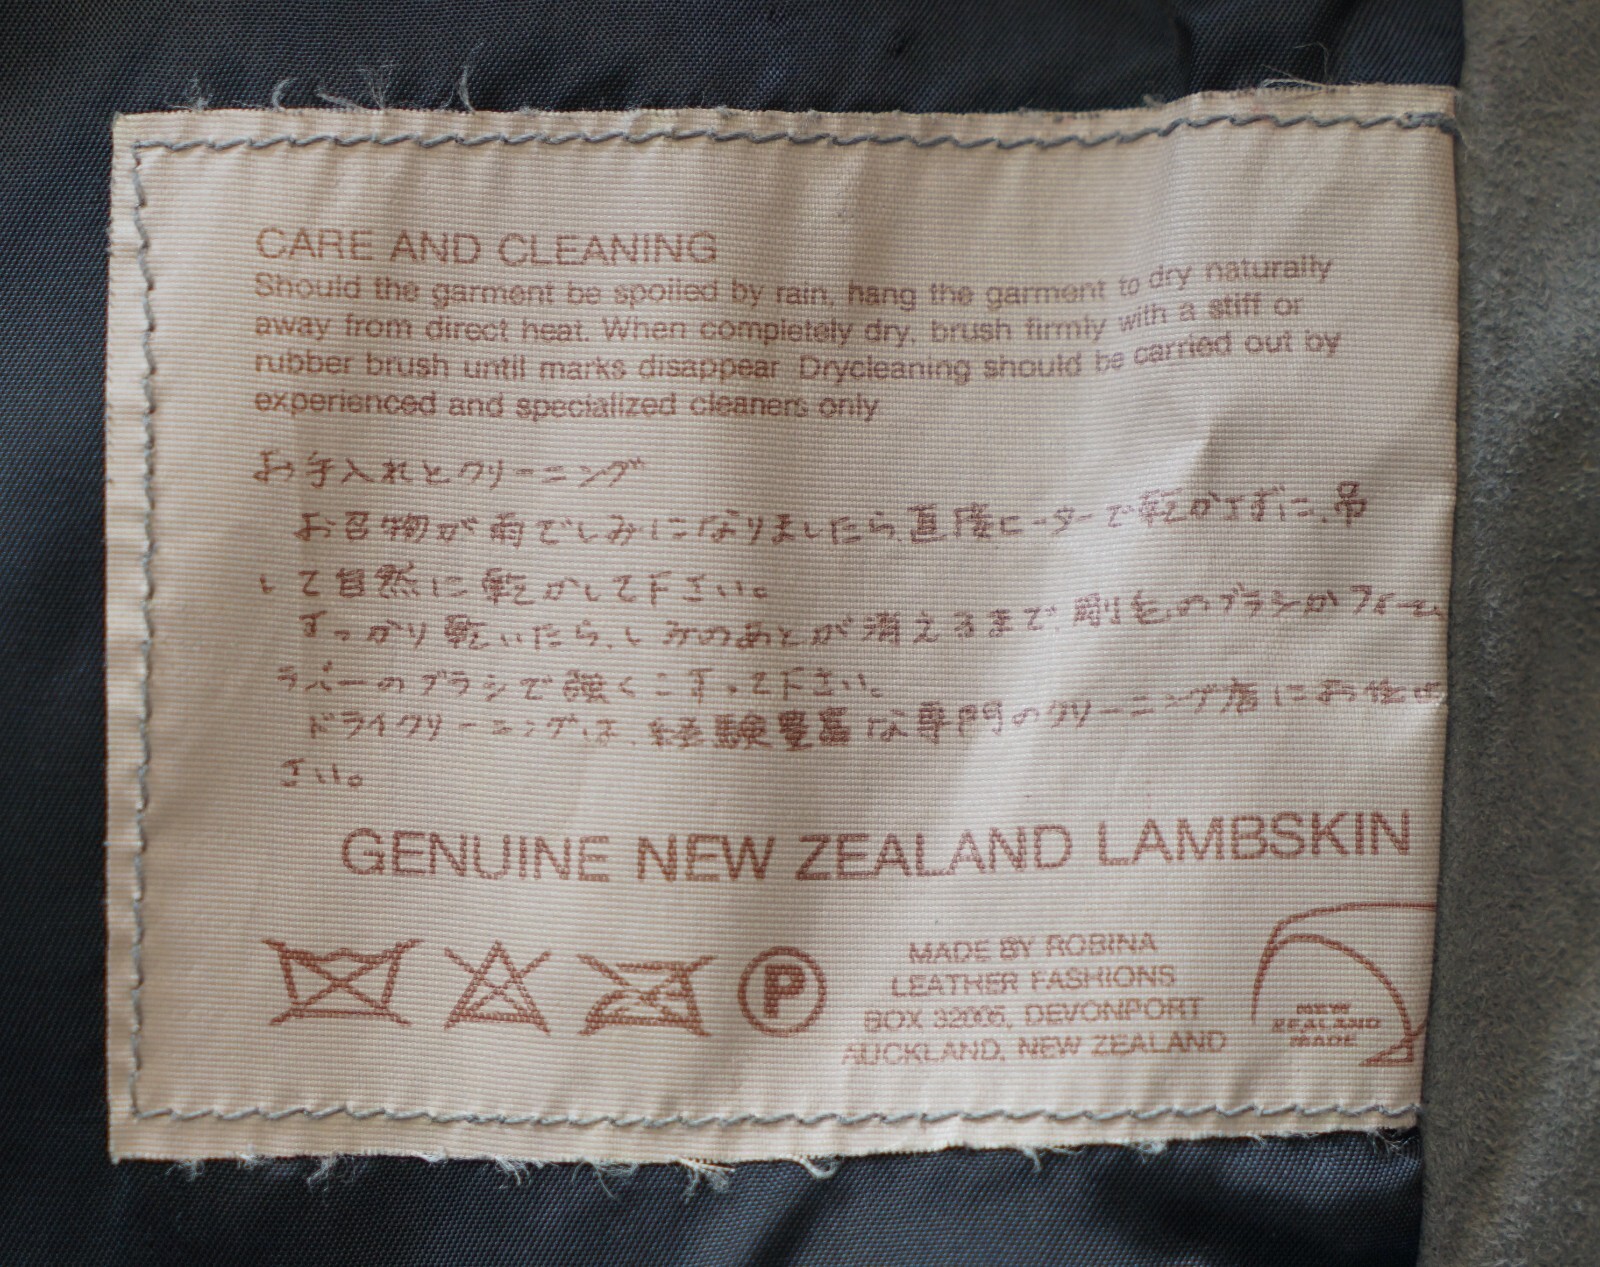 CARE AND CLEANING
Should the garment be spoiled by rain, hang the garment to dry naturally
away from direct heat. When completely dry, brush firmly with a stiff or
rubber brush until marks disappear Drycleaning should be carried out by
experienced and specialized cleaners only
お手入れとクリーニング
お召物が雨でしみになりましたら、直接ヒーターで乾かさずに、吊
して自然に乾かして下さい。
すっかり乾いたら、しみのあとが消えるまで、剛毛のブラシか
ラバーのブラシで強くこすって下さい。
ドライクリーニングは、経験豊富な専門のクリーニング店にお
さい。
GENUINE NEW ZEALAND LAMBSKIN
P
MADE BY ROBINA
LEATHER FASHIONS
BOX 32005, DEVONPORT
AUCKLAND, NEW ZEALAND
NEW
ZEALAND
MADE